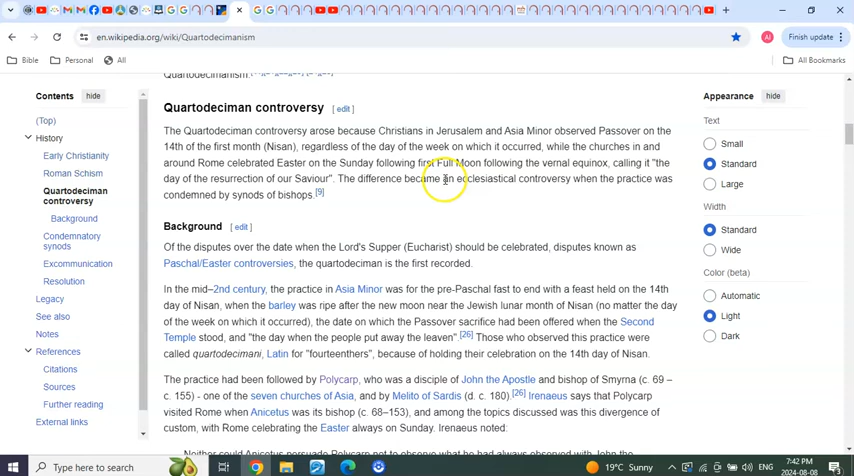 en.wikipedia.org/wiki/Quartodecimanism
Finish update
Bible
Personal
All
All Bookmarks
Contents
hide
(Top)
History
Early Christianity
Roman Schism
Quartodeciman
controversy
Background
Condemnatory
synods
Excommunication
Resolution
Legacy
See also
Notes
References
Citations
Sources
Further reading
External links
Quartodecimanism.
Quartodeciman controversy [ edit ]
The Quartodeciman controversy arose because Christians in Jerusalem and Asia Minor observed Passover on the
14th of the first month (Nisan), regardless of the day of the week on which it occurred, while the churches in and
around Rome celebrated Easter on the Sunday following first Full Moon following the vernal equinox, calling it "the
day of the resurrection of our Saviour". The difference became an ecclesiastical controversy when the practice was
condemned by synods of bishops.[9]
Background [ edit ]
Of the disputes over the date when the Lord's Supper (Eucharist) should be celebrated, disputes known as
Paschal/Easter controversies, the quartodeciman is the first recorded.
In the mid–2nd century, the practice in Asia Minor was for the pre-Paschal fast to end with a feast held on the 14th
day of Nisan, when the barley was ripe after the new moon near the Jewish lunar month of Nisan (no matter the day
of the week on which it occurred), the date on which the Passover sacrifice had been offered when the Second
Temple stood, and "the day when the people put away the leaven".[26] Those who observed this practice were
called quartodecimani, Latin for "fourteenthers", because of holding their celebration on the 14th day of Nisan.
The practice had been followed by Polycarp, who was a disciple of John the Apostle and bishop of Smyrna (c. 69 –
c. 155) - one of the seven churches of Asia, and by Melito of Sardis (d. c. 180).[26] Irenaeus says that Polycarp
visited Rome when Anicetus was its bishop (c. 68–153), and among the topics discussed was this divergence of
custom, with Rome celebrating the Easter always on Sunday. Irenaeus noted:
Neither could Anicetus persuade Polycarp not to observe what he had always observed with John the
Appearance
hide
Text
Small
Standard
Large
Width
Standard
Wide
Color (beta)
Automatic
Light
Dark
Type here to search
19°C Sunny
ENG
7:42 PM
2024-08-08